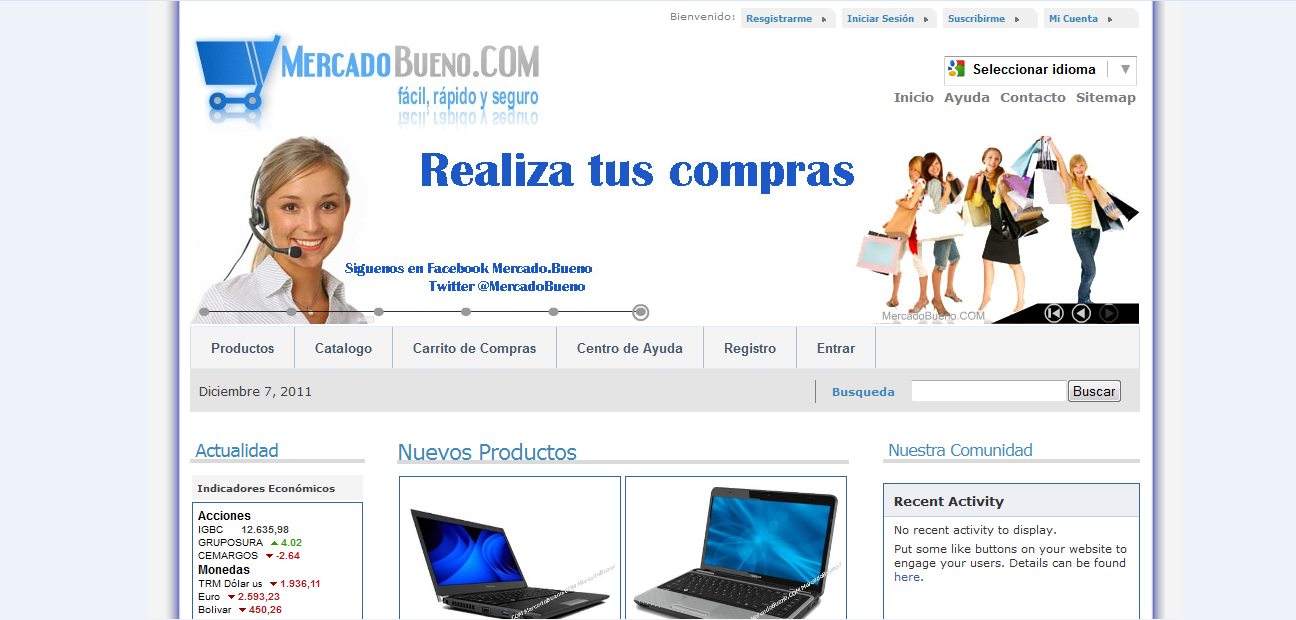 Bienvenido: Resgistrarme Iniciar Sesión Suscribirme Mi Cuenta
MERCADOBUENO.COM
fácil, rápido y seguro
Seleccionar idioma
Inicio Ayuda Contacto Sitemap
Realiza tus compras
Siguenos en Facebook Mercado.Bueno
Twitter @MercadoBueno
MercadoBueno.COM
Productos Catalogo Carrito de Compras Centro de Ayuda Registro Entrar
Diciembre 7, 2011 Busqueda Buscar
Actualidad
Indicadores Económicos
Acciones
IGBC 12.635,98
GRUPOSURA 4.02
CEMARGOS -2.64
Monedas
TRM Dólar us 1.936,11
Euro 2.593,23
Bolivar 450,26
Nuevos Productos
Nuestra Comunidad
Recent Activity
No recent activity to display.
Put some like buttons on your website to
engage your users. Details can be found
here.